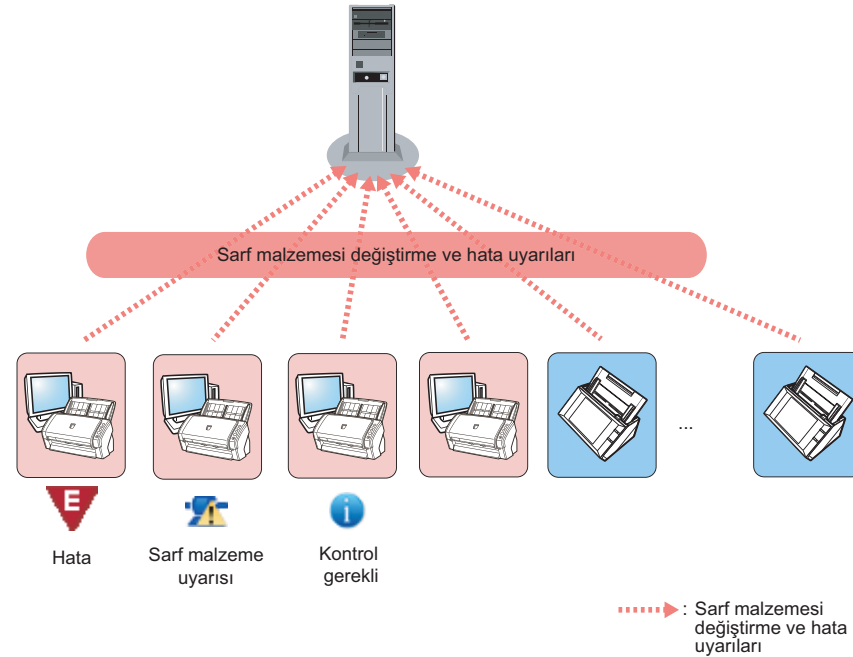 Sarf malzemesi değiştirme ve hata uyarıları
...
E
i
Hata
Sarf malzeme
uyarısı
Kontrol
gerekli
: Sarf malzemesi
değiştirme ve hata
uyarıları